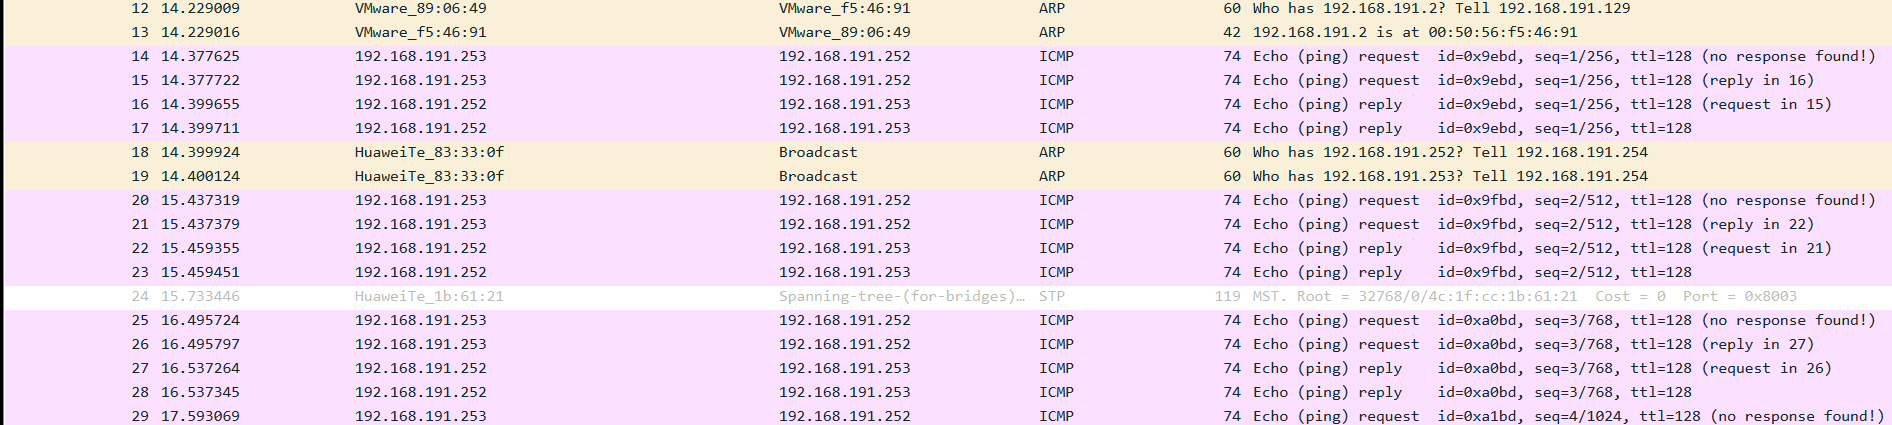 12 14.229009 VMware_89:06:49 VMware_f5:46:91 ARP 60 Who has 192.168.191.2? Tell 192.168.191.129
13 14.229016 VMware_f5:46:91 VMware_89:06:49 ARP 42 192.168.191.2 is at 00:50:56:f5:46:91
14 14.377625 192.168.191.253 192.168.191.252 ICMP 74 Echo (ping) request id=0x9ebd, seq=1/256, ttl=128 (no response found!)
15 14.377722 192.168.191.253 192.168.191.252 ICMP 74 Echo (ping) request id=0x9ebd, seq=1/256, ttl=128 (reply in 16)
16 14.399655 192.168.191.252 192.168.191.253 ICMP 74 Echo (ping) reply id=0x9ebd, seq=1/256, ttl=128 (request in 15)
17 14.399711 192.168.191.252 192.168.191.253 ICMP 74 Echo (ping) reply id=0x9ebd, seq=1/256, ttl=128
18 14.399924 HuaweiTe_83:33:0f Broadcast ARP 60 Who has 192.168.191.252? Tell 192.168.191.254
19 14.400124 HuaweiTe_83:33:0f Broadcast ARP 60 Who has 192.168.191.253? Tell 192.168.191.254
20 15.437319 192.168.191.253 192.168.191.252 ICMP 74 Echo (ping) request id=0x9fbd, seq=2/512, ttl=128 (no response found!)
21 15.437379 192.168.191.253 192.168.191.252 ICMP 74 Echo (ping) request id=0x9fbd, seq=2/512, ttl=128 (reply in 22)
22 15.459355 192.168.191.252 192.168.191.253 ICMP 74 Echo (ping) reply id=0x9fbd, seq=2/512, ttl=128 (request in 21)
23 15.459451 192.168.191.252 192.168.191.253 ICMP 74 Echo (ping) reply id=0x9fbd, seq=2/512, ttl=128
24 15.733446 HuaweiTe_1b:61:21 Spanning-tree-(for-bridges)… STP 119 MST. Root = 32768/0/4c:1f:cc:1b:61:21 Cost = 0 Port = 0x8003
25 16.495724 192.168.191.253 192.168.191.252 ICMP 74 Echo (ping) request id=0xa0bd, seq=3/768, ttl=128 (no response found!)
26 16.495797 192.168.191.253 192.168.191.252 ICMP 74 Echo (ping) request id=0xa0bd, seq=3/768, ttl=128 (reply in 27)
27 16.537264 192.168.191.252 192.168.191.253 ICMP 74 Echo (ping) reply id=0xa0bd, seq=3/768, ttl=128 (request in 26)
28 16.537345 192.168.191.252 192.168.191.253 ICMP 74 Echo (ping) reply id=0xa0bd, seq=3/768, ttl=128
29 17.593069 192.168.191.253 192.168.191.252 ICMP 74 Echo (ping) request id=0xa1bd, seq=4/1024, ttl=128 (no response found!)